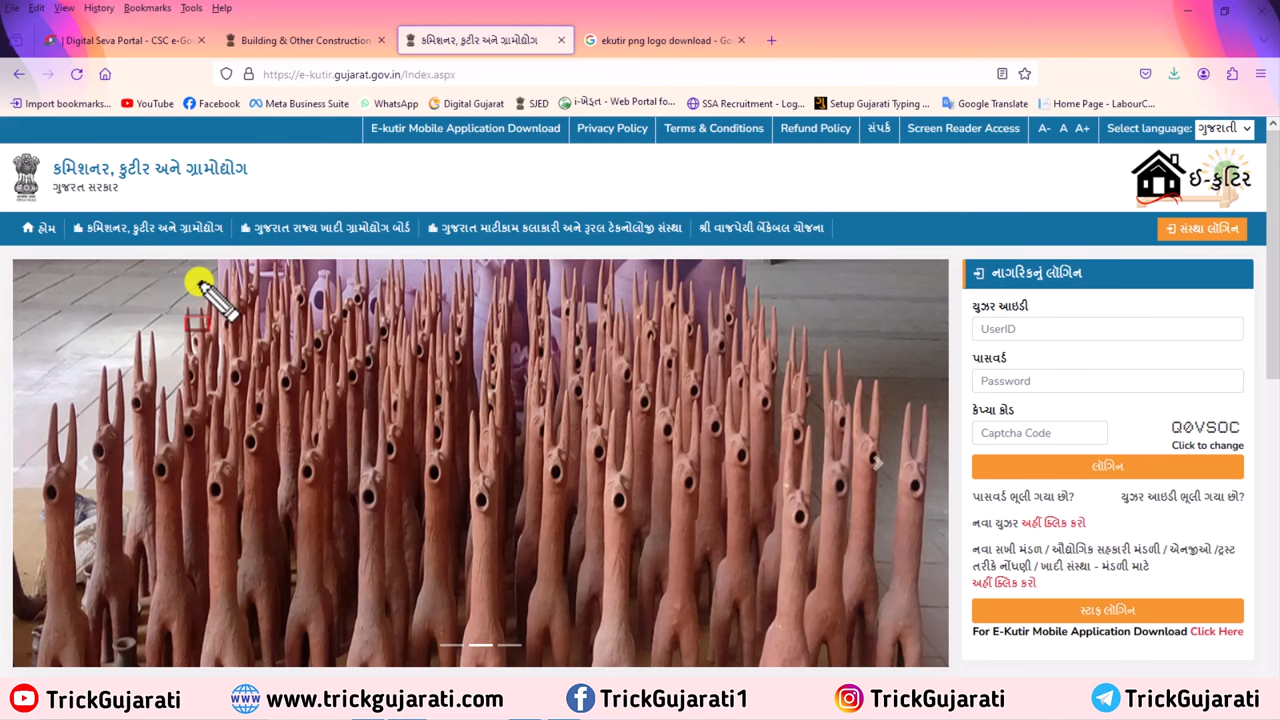 File Edit View History Bookmarks Tools Help
| Digital Seva Portal - CSC e-Go
Building & Other Construction
કમિશનર, કુટીર અને ગ્રામોદ્યોગ
ekutir png logo download - Go
https://e-kutir.gujarat.gov.in/Index.aspx
Import bookmarks...
YouTube
Facebook
Meta Business Suite
WhatsApp
Digital Gujarat
SJED
i-ખેડૂત - Web Portal fo...
SSA Recruitment - Log...
Setup Gujarati Typing ...
Google Translate
Home Page - LabourC...
E-kutir Mobile Application Download
Privacy Policy
Terms & Conditions
Refund Policy
સંપર્ક
Screen Reader Access
A- A A+
Select language: ગુજરાતી
કમિશનર, કુટીર અને ગ્રામોદ્યોગ
ગુજરાત સરકાર
ઈ-કુટિર
હોમ
કમિશનર, કુટીર અને ગ્રામોદ્યોગ
ગુજરાત રાજ્ય ખાદી ગ્રામોદ્યોગ બોર્ડ
ગુજરાત માટીકામ કલાકારી અને રૂરલ ટેકનોલોજી સંસ્થા
શ્રી વાજપેયી બેંકેબલ યોજના
સંસ્થા લૉગિન
નાગરિકનું લૉગિન
યુઝર આઇડી
UserID
પાસવર્ડ
Password
કેપ્ચા કોડ
Captcha Code
Q0VSOC
Click to change
લૉગિન
પાસવર્ડ ભૂલી ગયા છો?
યુઝર આઇડી ભૂલી ગયા છો?
નવા યુઝર અહીં ક્લિક કરો
નવા સખી મંડળ / ઔદ્યોગિક સહકારી મંડળી / એનજીઓ /ટ્રસ્ટ
તરીકે નોંધણી / ખાદી સંસ્થા - મંડળી માટે
અહીં ક્લિક કરો
સ્ટાફ લૉગિન
For E-Kutir Mobile Application Download Click Here
TrickGujarati
www.trickgujarati.com
TrickGujarati1
TrickGujarati
TrickGujarati